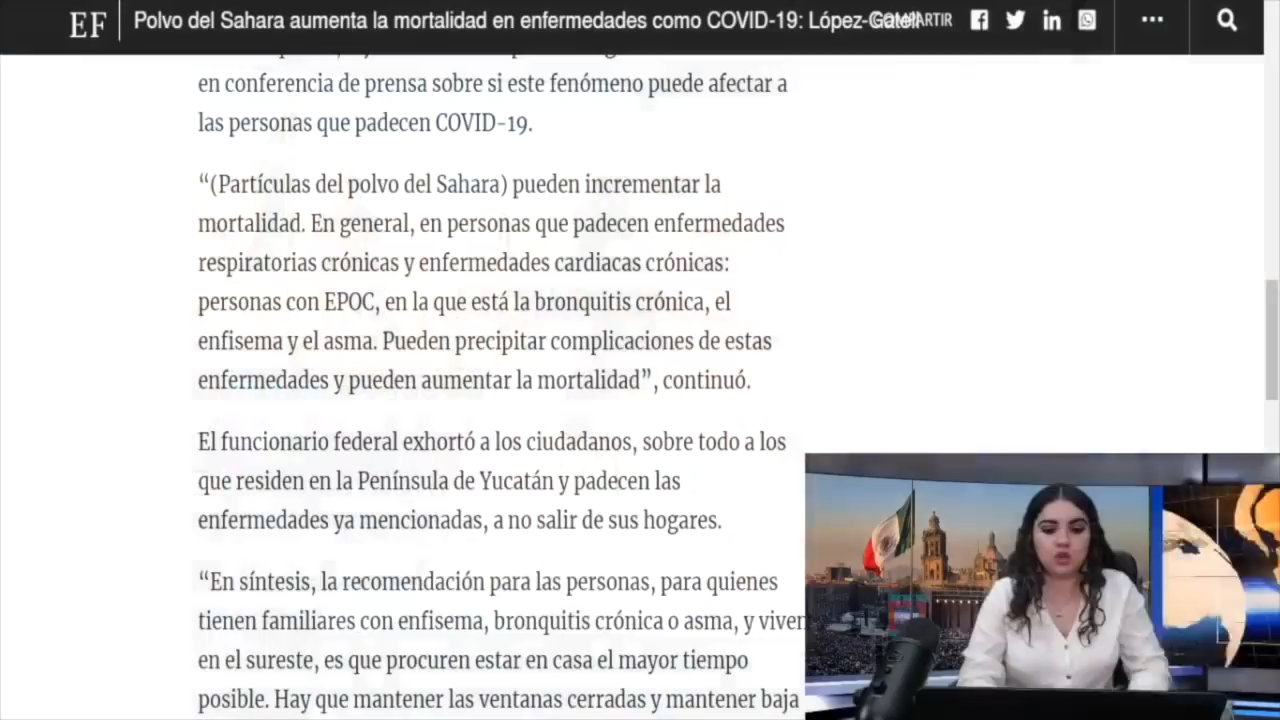 EF
Polvo del Sahara aumenta la mortalidad en enfermedades como COVID-19: López-Gatell
en conferencia de prensa sobre si este fenómeno puede afectar a
las personas que padecen COVID-19.
“(Partículas del polvo del Sahara) pueden incrementar la
mortalidad. En general, en personas que padecen enfermedades
respiratorias crónicas y enfermedades cardiacas crónicas:
personas con EPOC, en la que está la bronquitis crónica, el
enfisema y el asma. Pueden precipitar complicaciones de estas
enfermedades y pueden aumentar la mortalidad”, continuó.
El funcionario federal exhortó a los ciudadanos, sobre todo a los
que residen en la Península de Yucatán y padecen las
enfermedades ya mencionadas, a no salir de sus hogares.
“En síntesis, la recomendación para las personas, para quienes
tienen familiares con enfisema, bronquitis crónica o asma, y viven
en el sureste, es que procuren estar en casa el mayor tiempo
posible. Hay que mantener las ventanas cerradas y mantener baja